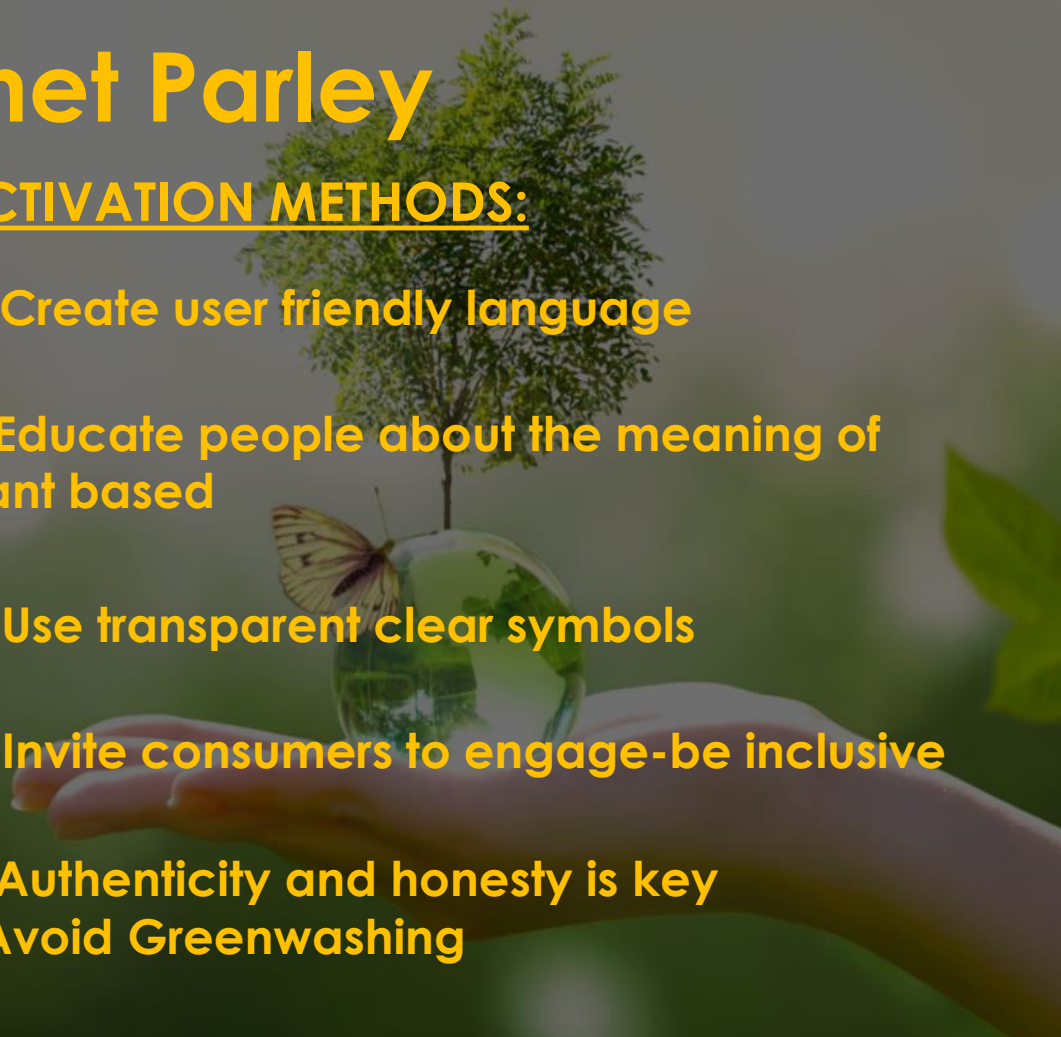 net Parley
CTIVATION METHODS:
Create user friendly language
Educate people about the meaning of
ant based
Use transparent clear symbols
Invite consumers to engage-be inclusive
Authenticity and honesty is key
Avoid Greenwashing